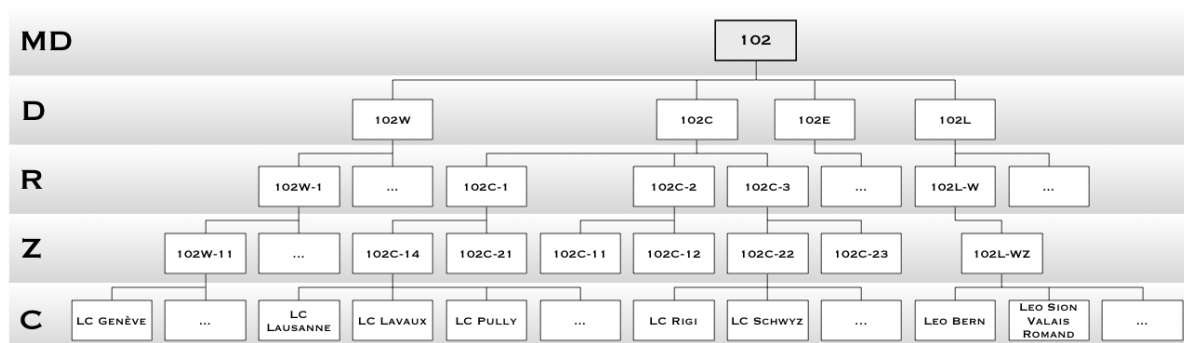 MD
102
D
102W
102C
102E
102L
R
102W-1
...
102C-1
102C-2
102C-3
...
102L-W
...
Z
102W-11
...
102C-14
102C-21
102C-11
102C-12
102C-22
102C-23
102L-WZ
C
LC GENÈVE
...
LC
LAUSANNE
LC LAVAUX
LC PULLY
...
LC RIGI
LC SCHWYZ
...
LEO BERN
LEO SION
VALAIS
ROMAND
...